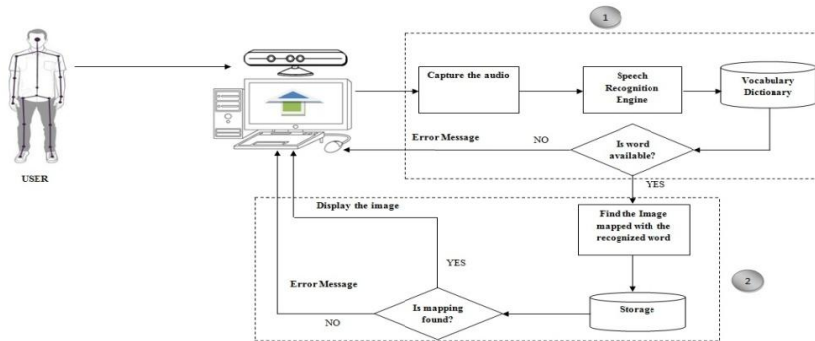 1
Capture the audio
Speech
Recognition
Engine
Vocabulary
Dictionary
Error Message
NO
Is word
available?
USER
YES
Display the image
Find the Image
mapped with the
recognized word
YES
2
Error Message
Is mapping
found?
Storage
NO